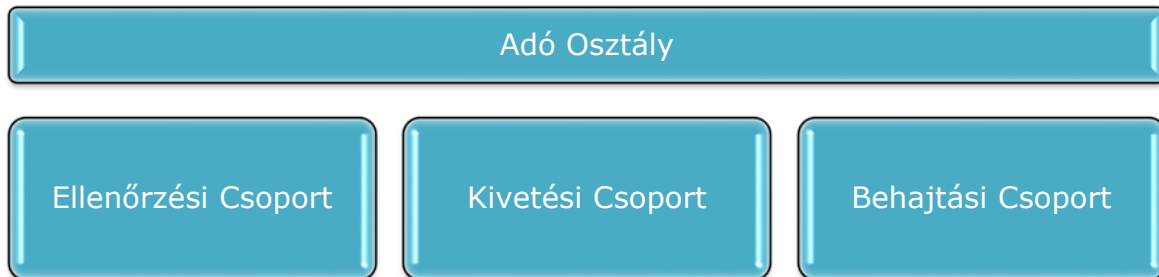 Adó Osztály
Ellenőrzési Csoport
Kivetési Csoport
Behajtási Csoport